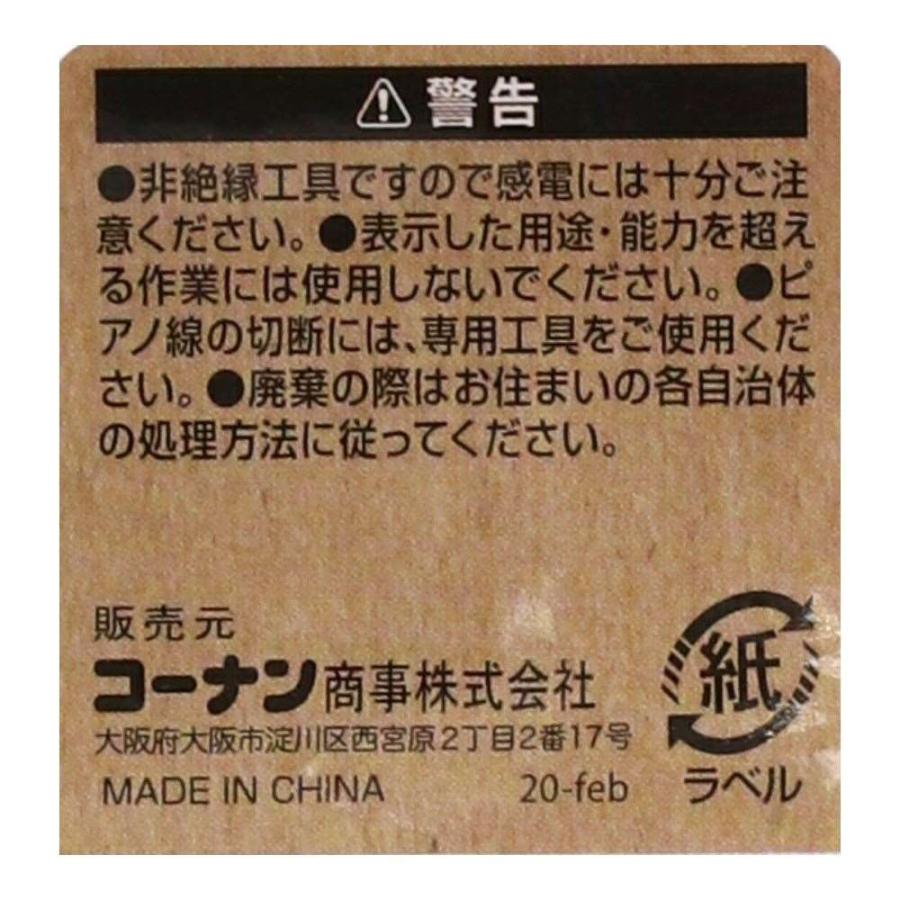 警告
●非絶縁工具ですので感電には十分ご注
意ください。●表示した用途・能力を超え
る作業には使用しないでください。●ピ
アノ線の切断には、専用工具をご使用くだ
さい。●廃棄の際はお住まいの各自治体
の処理方法に従ってください。
販売元
コーナン商事株式会社
大阪府大阪市淀川区西宮原2丁目2番17号
MADE IN CHINA 20-feb
紙
ラベル